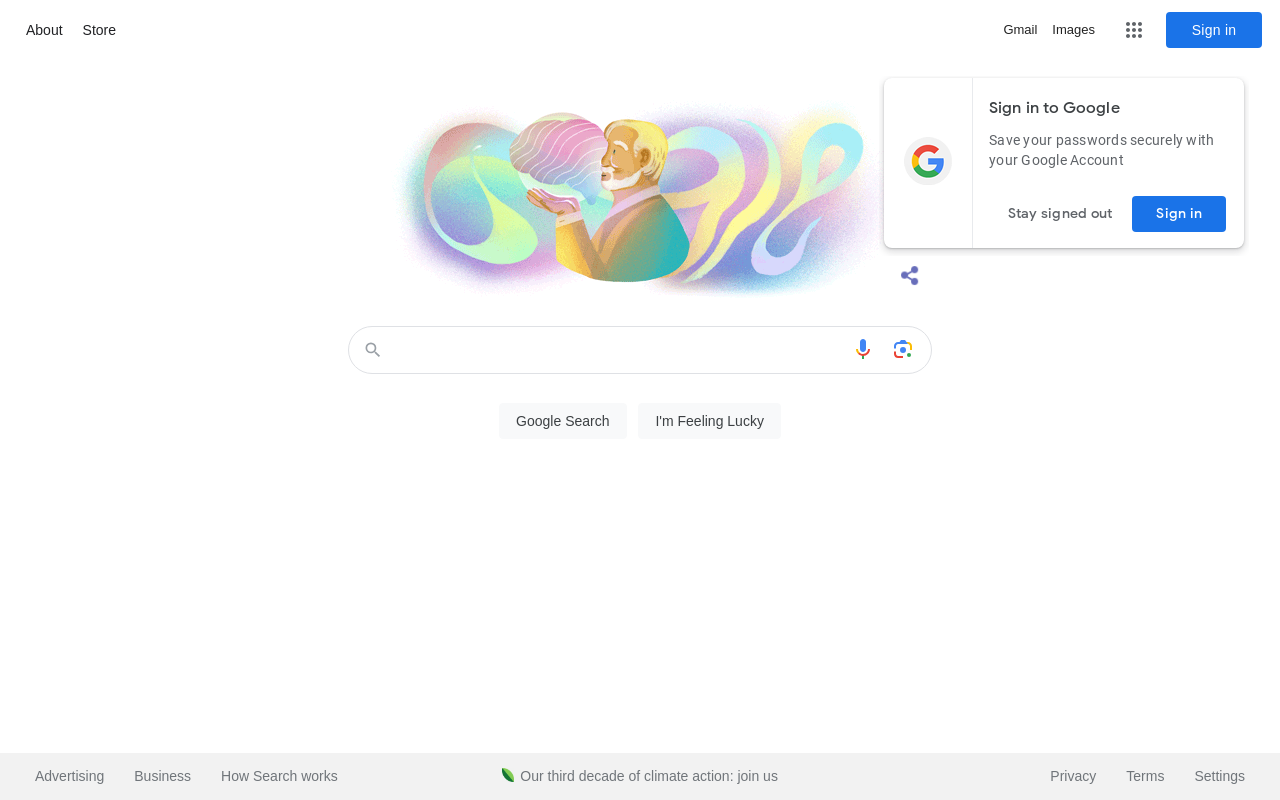 About
Store
Gmail
Images
Sign in
Sign in to Google
Save your passwords securely with
your Google Account
Stay signed out
Sign in
Google Search
I'm Feeling Lucky
Advertising
Business
How Search works
Our third decade of climate action: join us
Privacy
Terms
Settings